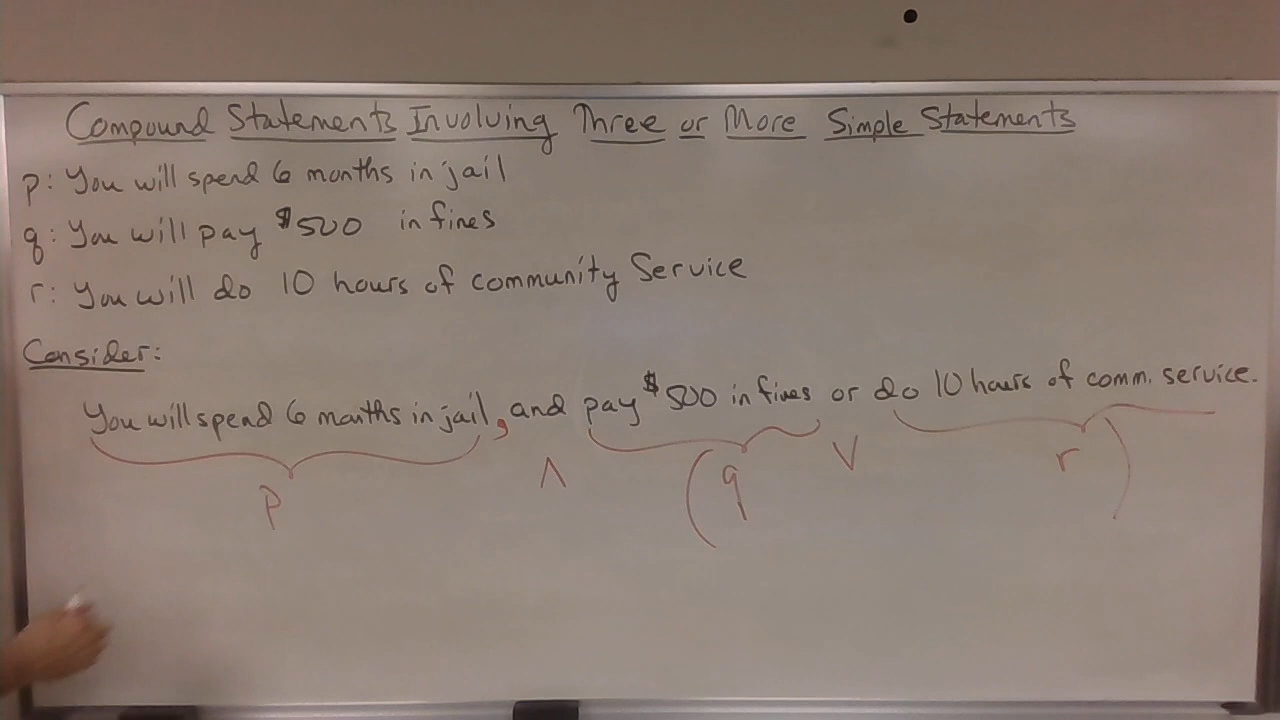 Compound Statements Involving Three or More Simple Statements
p: You will spend 6 months in jail
q: You will pay $500 in fines
r: You will do 10 hours of community Service
Consider:
You will spend 6 months in jail, and pay $500 in fines or do 10 hours of comm. service.
p ∧ (q ∨ r)